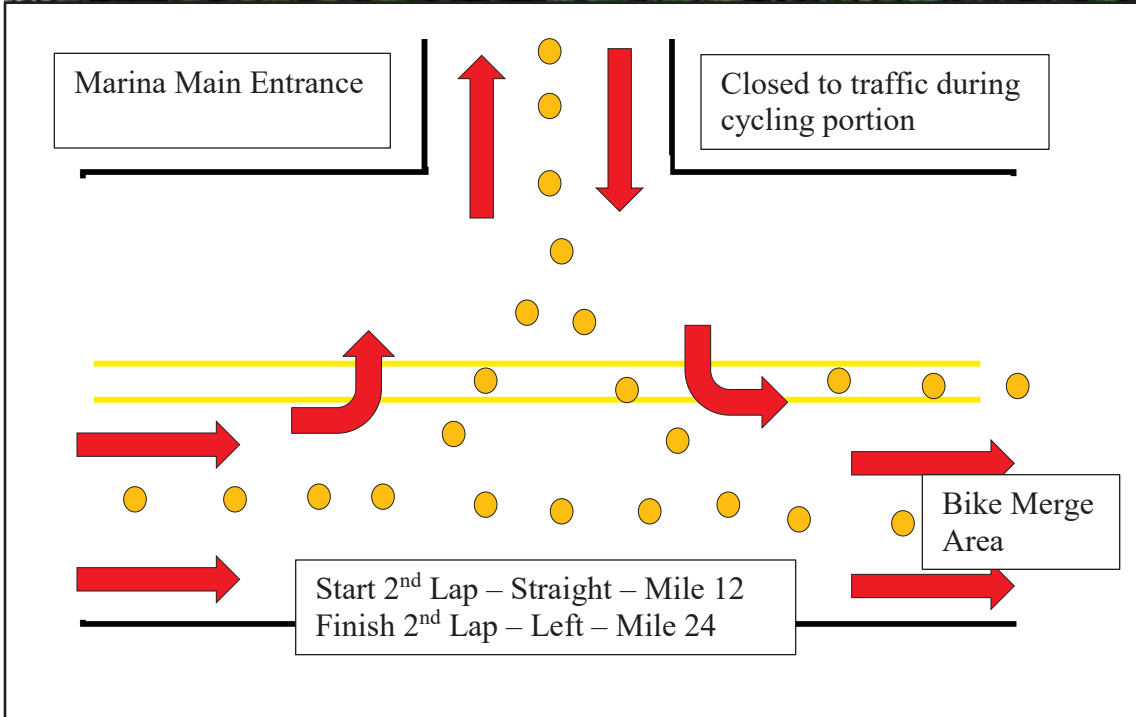 Marina Main Entrance
Closed to traffic during
cycling portion
Bike Merge
Area
Start 2nd Lap – Straight – Mile 12
Finish 2nd Lap – Left – Mile 24